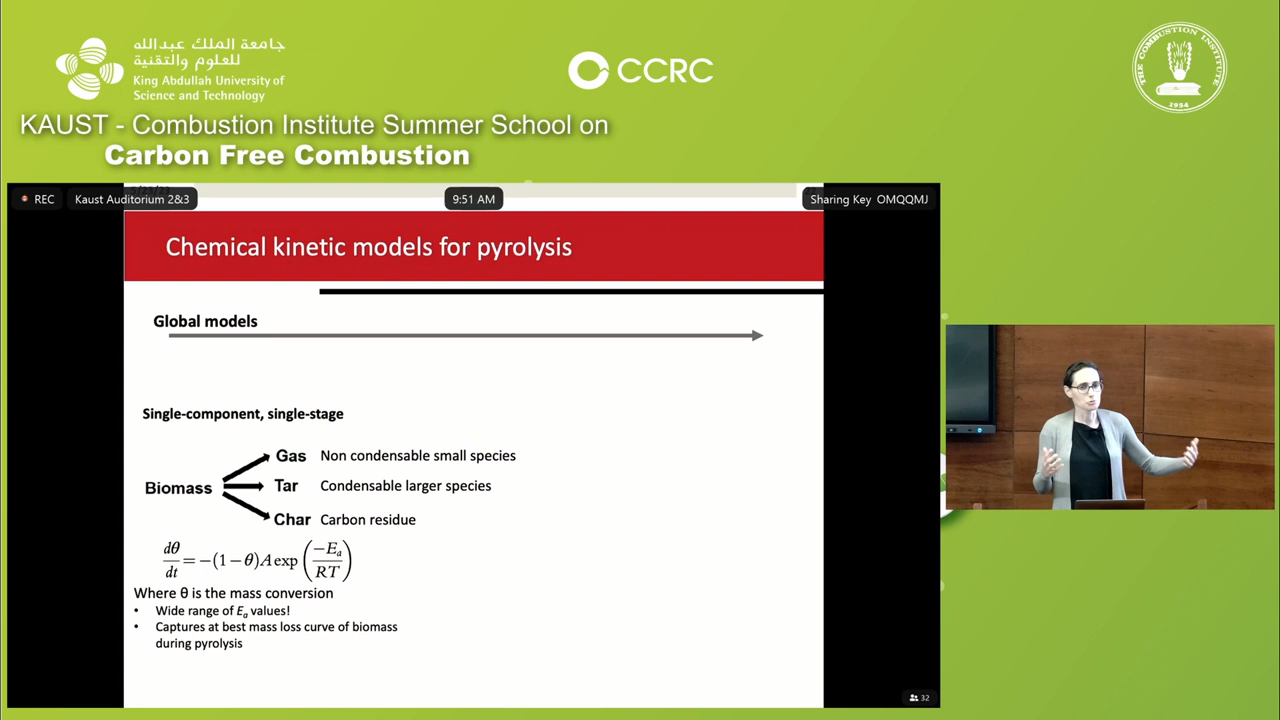 جامعة الملك عبدالله
للعلوم والتقنية
King Abdullah University of
Science and Technology
CCRC
THE COMBUSTION INSTITUTE
1954
KAUST - Combustion Institute Summer School on
Carbon Free Combustion
REC
Kaust Auditorium 2&3
9:51 AM
Sharing Key OMQQMJ
Chemical kinetic models for pyrolysis
Global models
Single-component, single-stage
Biomass
Gas Non condensable small species
Tar Condensable larger species
Char Carbon residue
dθ/dt = −(1−θ)A exp(−Eₐ/RT)
Where θ is the mass conversion
• Wide range of Eₐ values!
• Captures at best mass loss curve of biomass
during pyrolysis
32